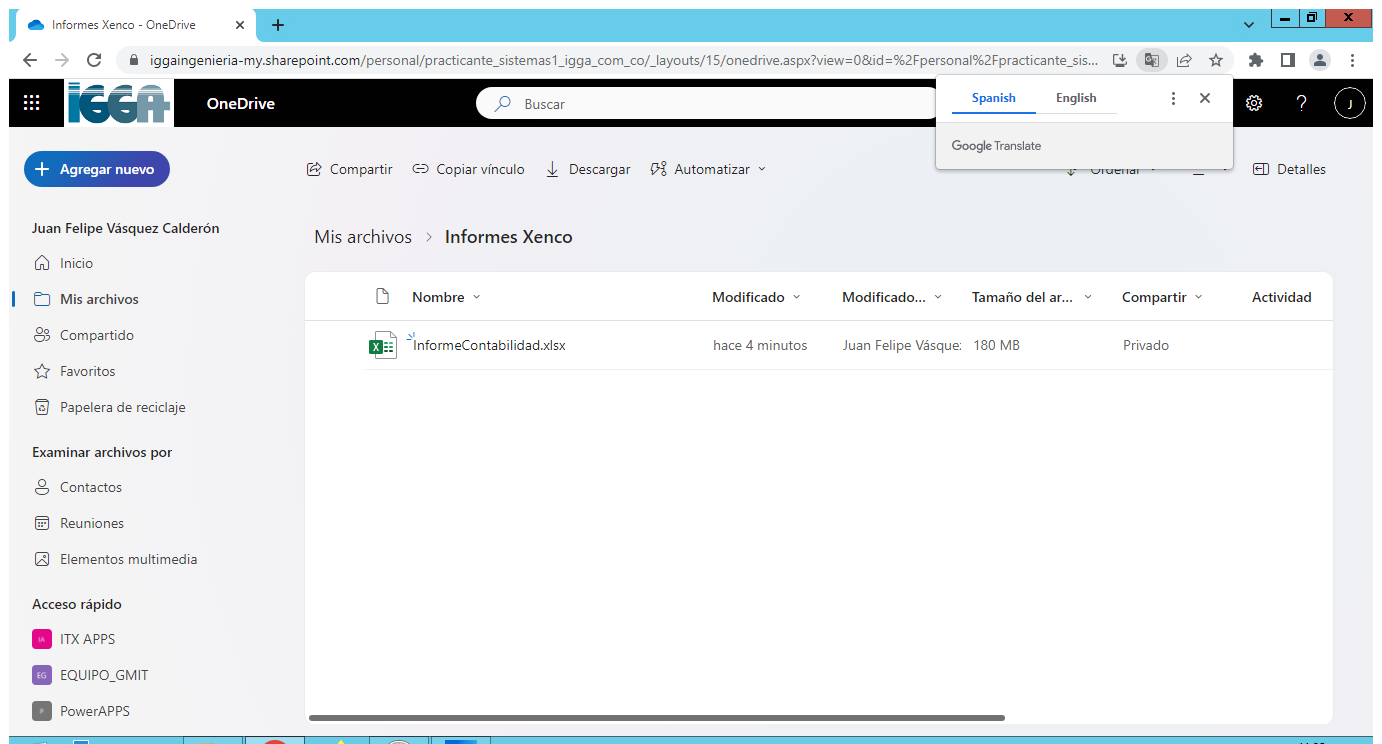 Informes Xenco - OneDrive
iggaingenieria-my.sharepoint.com/personal/practicante_sistemas1_igga_com_co/_layouts/15/onedrive.aspx?view=0&id=%2Fpersonal%2Fpracticante_sis...
IGGA
OneDrive
Buscar
Spanish English
J
Google Translate
Agregar nuevo
Compartir Copiar vínculo Descargar Automatizar Ordenar Detalles
Juan Felipe Vásquez Calderón
Inicio
Mis archivos
Compartido
Favoritos
Papelera de reciclaje
Examinar archivos por
Contactos
Reuniones
Elementos multimedia
Acceso rápido
IA ITX APPS
EG EQUIPO_GMIT
P PowerAPPS
Mis archivos > Informes Xenco
Nombre Modificado Modificado... Tamaño del ar... Compartir Actividad
InformeContabilidad.xlsx hace 4 minutos Juan Felipe Vásque: 180 MB Privado